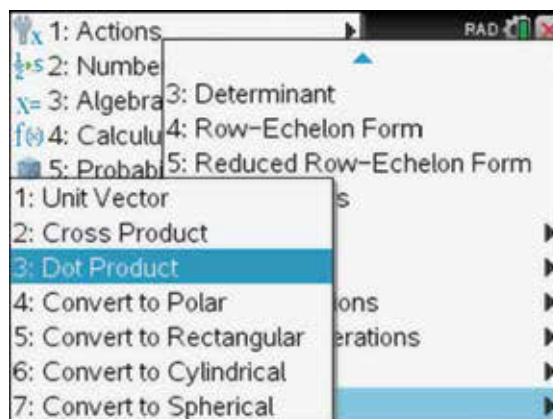 1: Actions
RAD
2: Numbe
3: Algebra
4: Calculu
5: Probabi
3: Determinant
4: Row-Echelon Form
5: Reduced Row-Echelon Form
s
ions
erations
1: Unit Vector
2: Cross Product
3: Dot Product
4: Convert to Polar
5: Convert to Rectangular
6: Convert to Cylindrical
7: Convert to Spherical